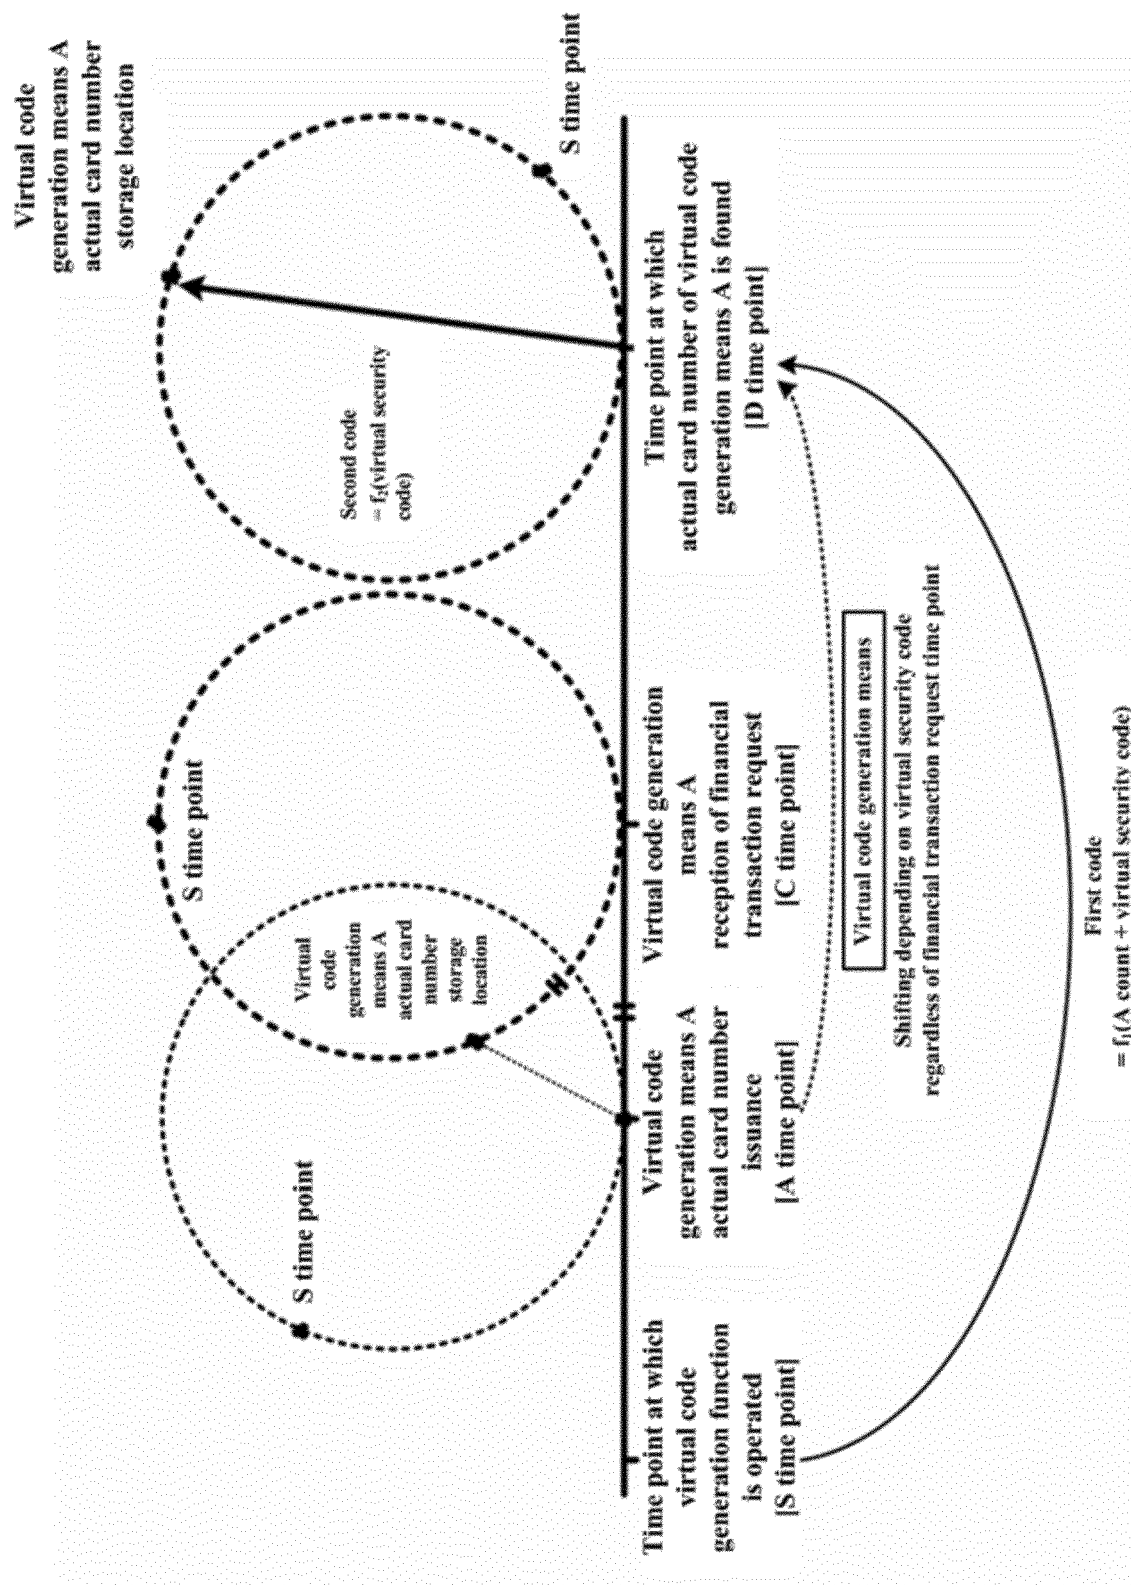 Virtual code
generation means A
actual card number
storage location
S time point
S time point
S time point
Virtual
code
generation
means A
actual card
number
storage
location
Second code
= f₂(virtual security
code)
Time point at which
virtual code
generation function
is operated
[S time point]
Virtual code
generation means A
actual card number
issuance
[A time point]
Virtual code generation
means A
reception of financial
transaction request
[C time point]
Time point at which
actual card number of virtual code
generation means A is found
[D time point]
Virtual code generation means
Shifting depending on virtual security code
regardless of financial transaction request time point
First code
= f₁(A count + virtual security code)